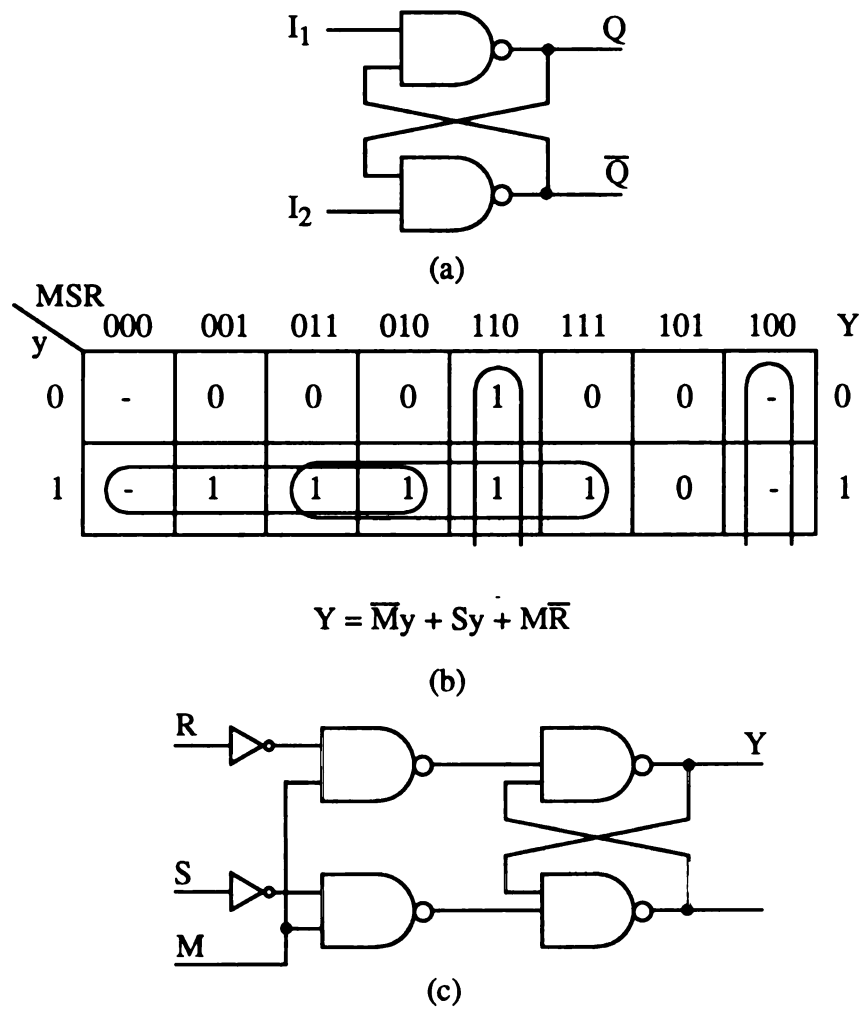 I₁ Q
I₂ Q̅
(a)
MSR
y 000 001 011 010 110 111 101 100 Y
0 - 0 0 0 1 0 0 - 0
1 - 1 1 1 1 1 0 - 1
Y = M̅y + Sy + MR̅
(b)
R Y
S
M
(c)